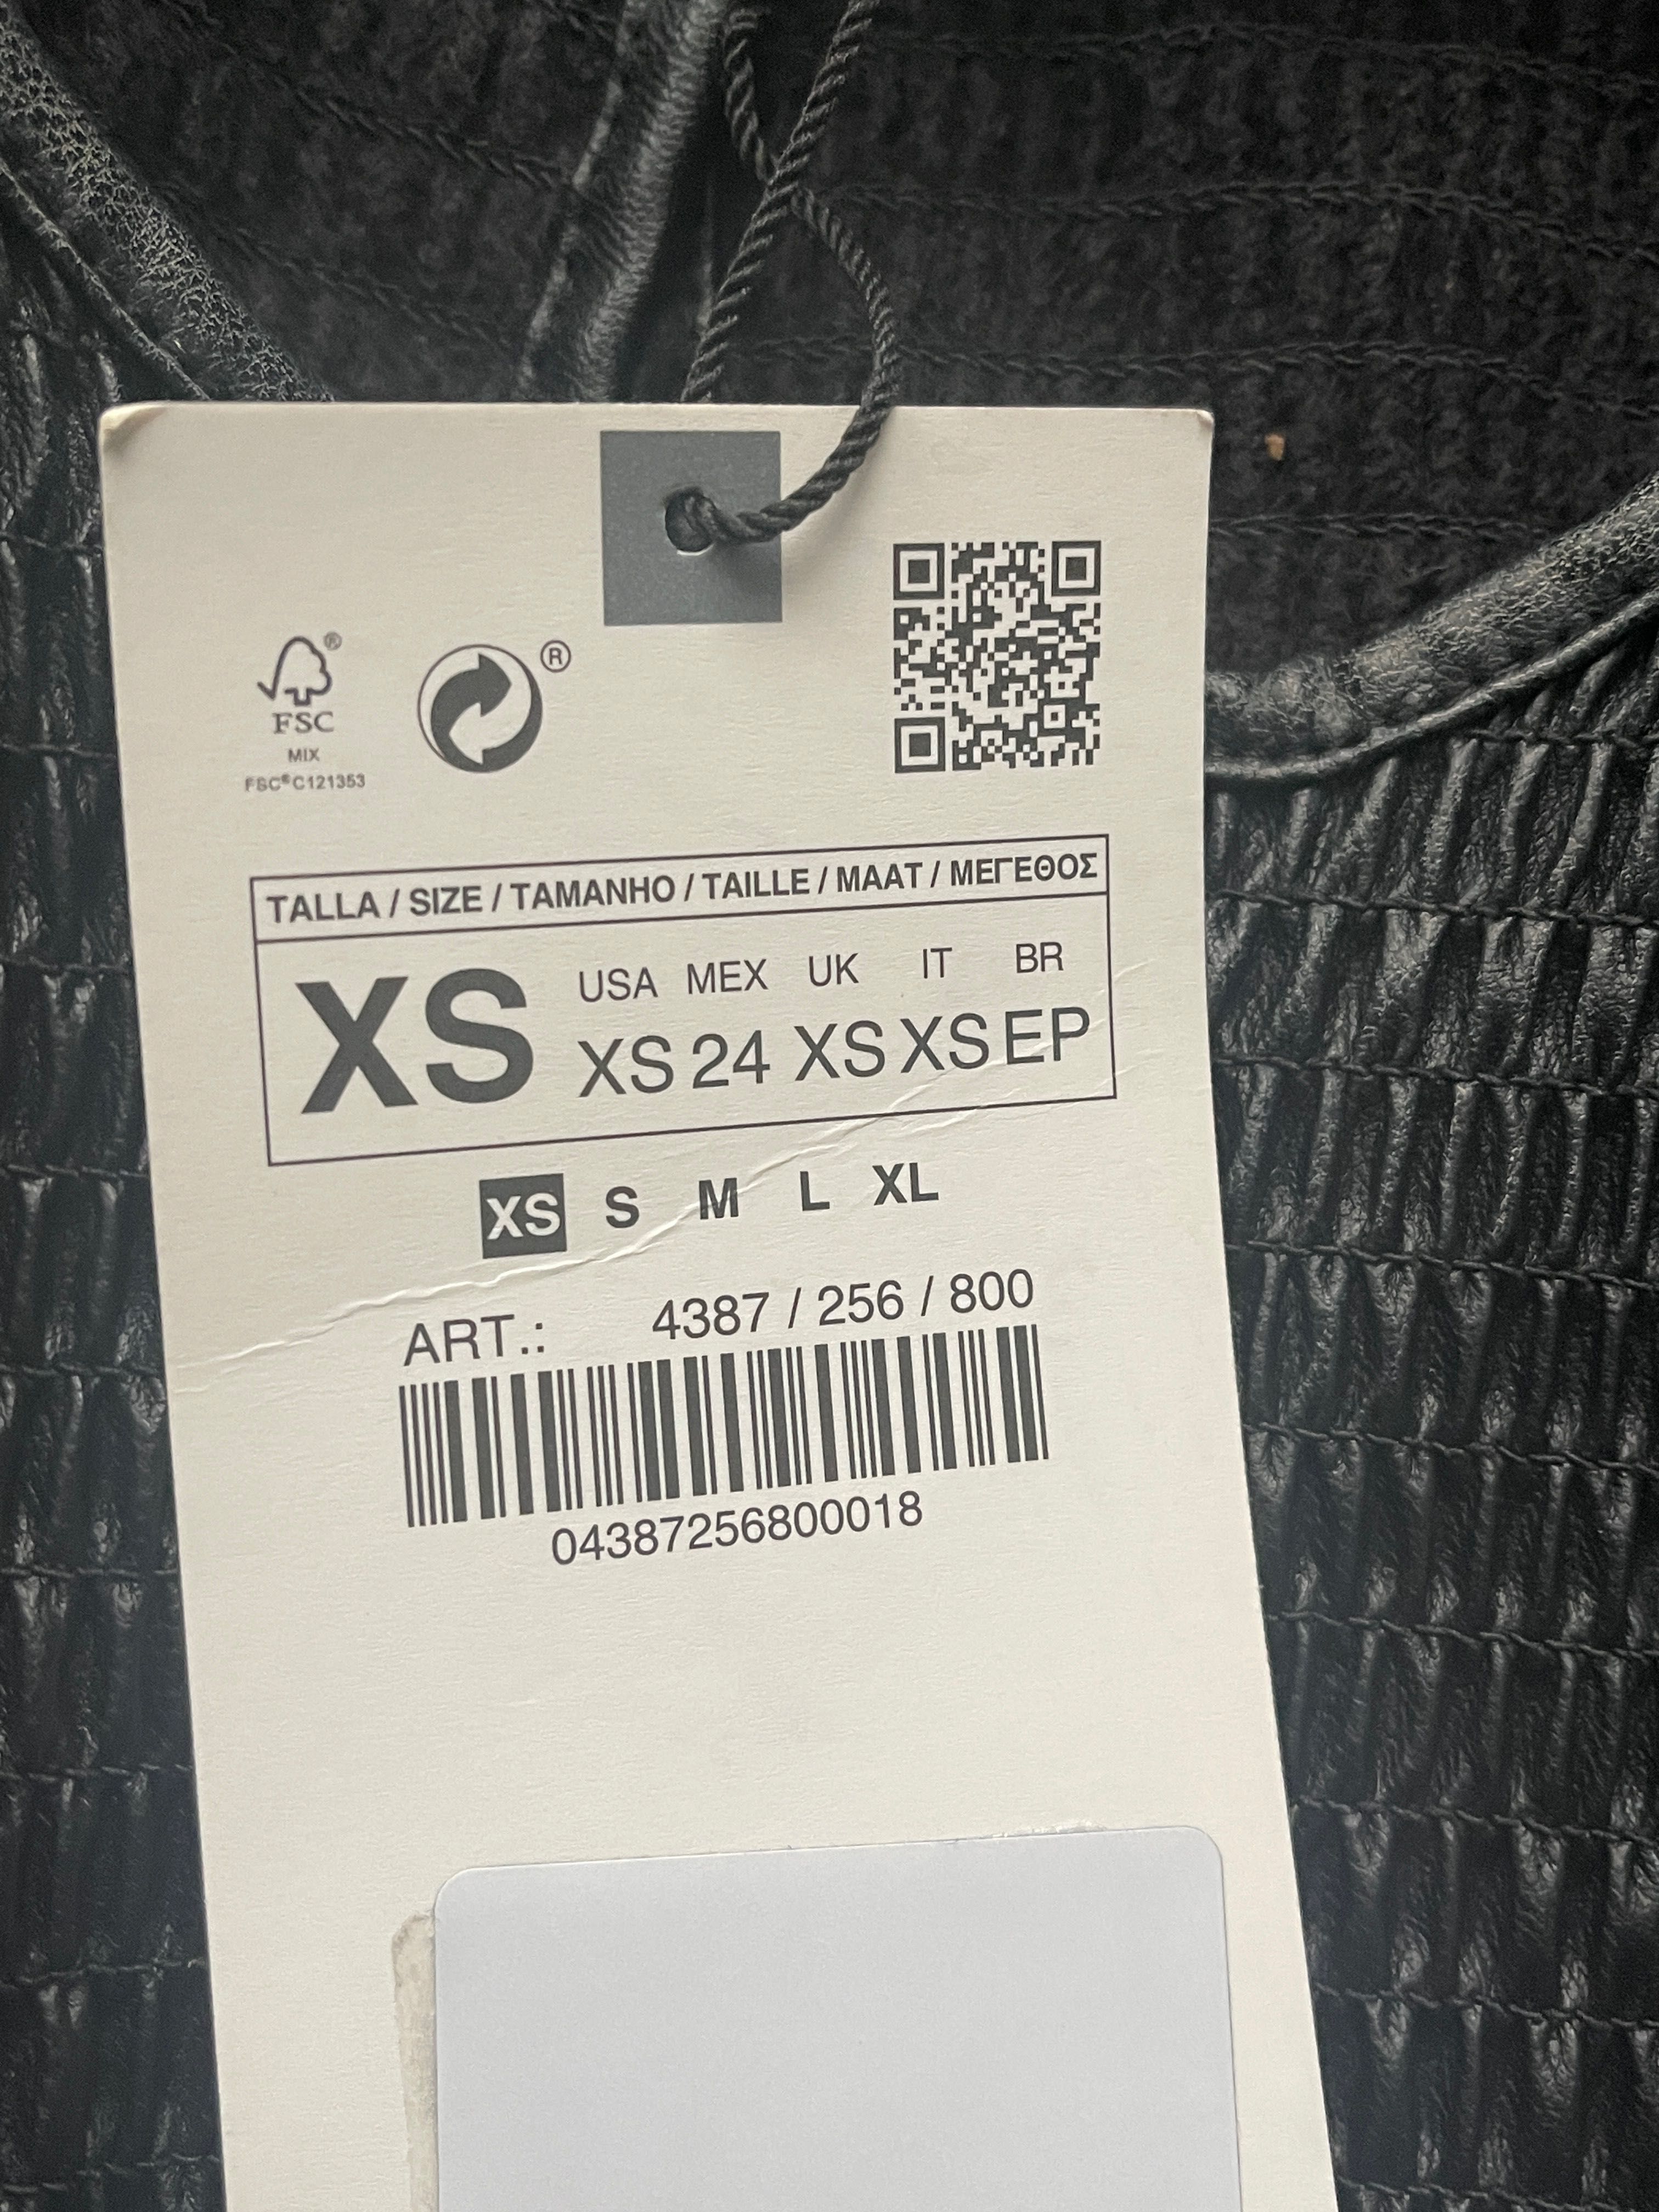 ®
FSC
MIX
FSC®C121353
®
TALLA / SIZE / TAMANHO / TAILLE / MAAT / ΜΕΓΕΘΟΣ
XS
USA MEX UK IT BR
XS 24 XS XS EP
XS S M L XL
ART.: 4387 / 256 / 800
04387256800018